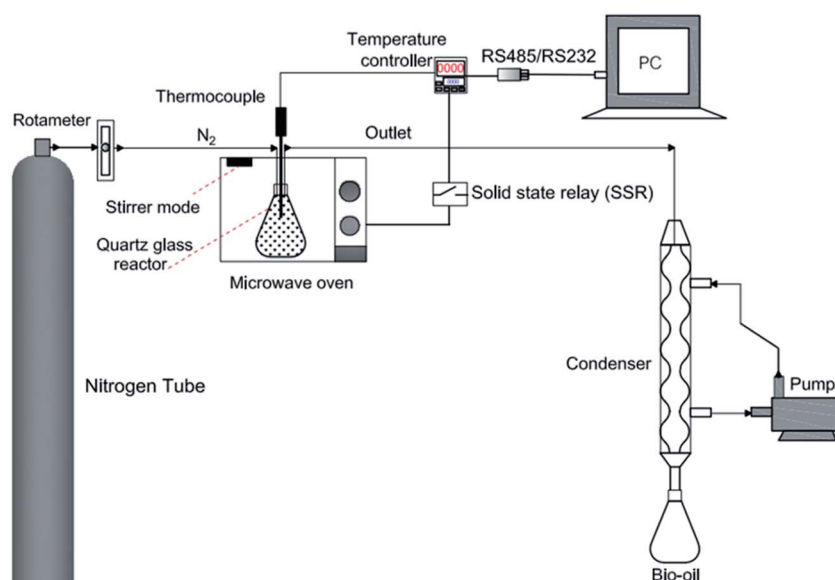 Temperature
controller
RS485/RS232
PC
0000
0000
Thermocouple
Rotameter
N2
Outlet
Stirrer mode
Solid state relay (SSR)
Quartz glass
reactor
Microwave oven
Condenser
Nitrogen Tube
Pump
Bio-oil